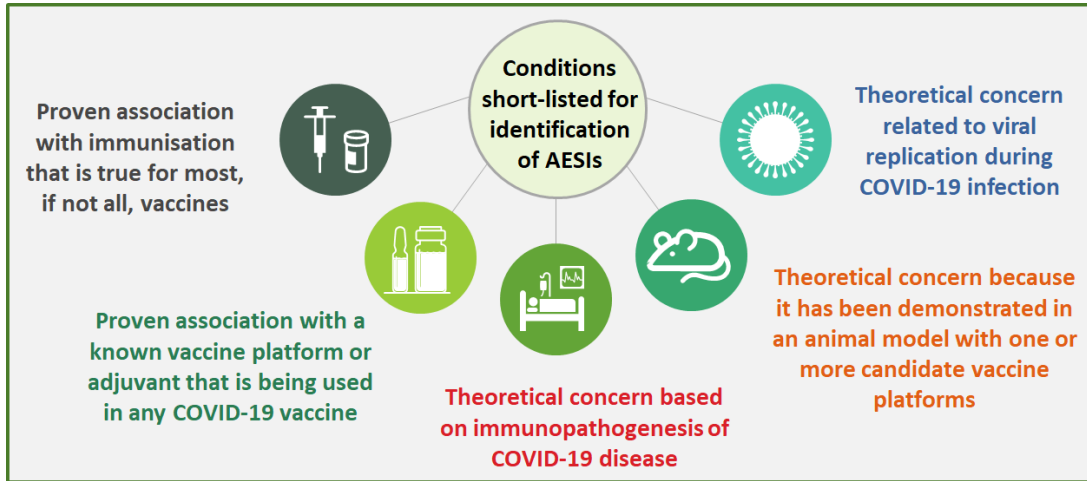 Conditions
short-listed for
identification
of AESIs
Proven association
with immunisation
that is true for most,
if not all, vaccines
Proven association with a
known vaccine platform or
adjuvant that is being used
in any COVID-19 vaccine
Theoretical concern based
on immunopathogenesis of
COVID-19 disease
Theoretical concern because
it has been demonstrated in
an animal model with one or
more candidate vaccine
platforms
Theoretical concern
related to viral
replication during
COVID-19 infection